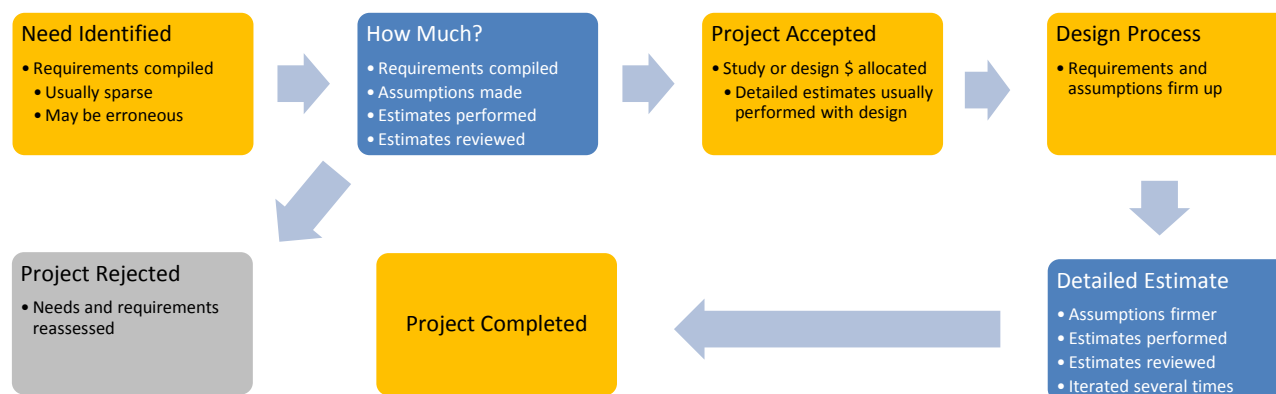 Need Identified
• Requirements compiled
• Usually sparse
• May be erroneous
How Much?
• Requirements compiled
• Assumptions made
• Estimates performed
• Estimates reviewed
Project Accepted
• Study or design $ allocated
• Detailed estimates usually
performed with design
Design Process
• Requirements and
assumptions firm up
Project Rejected
• Needs and requirements
reassessed
Project Completed
Detailed Estimate
• Assumptions firmer
• Estimates performed
• Estimates reviewed
• Iterated several times